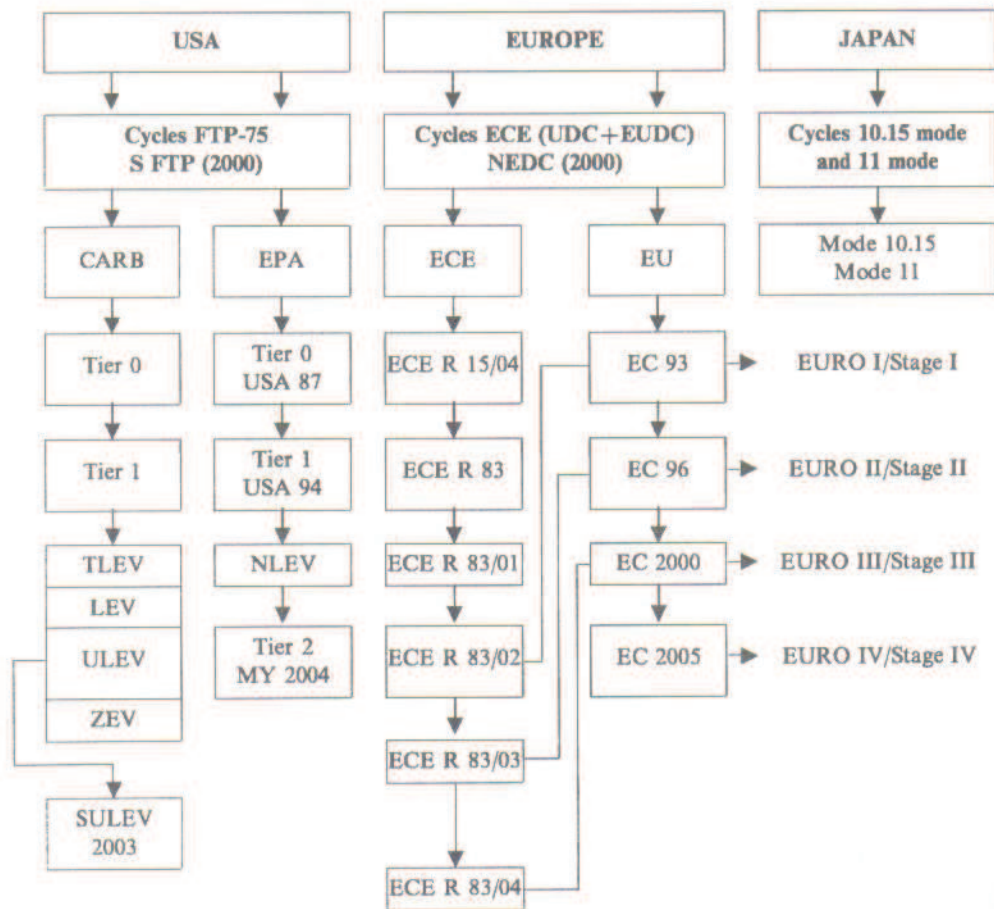 USA
EUROPE
JAPAN
Cycles FTP-75
S FTP (2000)
Cycles ECE (UDC+EUDC)
NEDC (2000)
Cycles 10.15 mode
and 11 mode
CARB
EPA
ECE
EU
Mode 10.15
Mode 11
Tier 0
Tier 0
USA 87
ECE R 15/04
EC 93
EURO I/Stage I
Tier 1
Tier 1
USA 94
ECE R 83
EC 96
EURO II/Stage II
TLEV
NLEV
ECE R 83/01
EC 2000
EURO III/Stage III
LEV
ULEV
Tier 2
MY 2004
ECE R 83/02
EC 2005
EURO IV/Stage IV
ZEV
ECE R 83/03
SULEV
2003
ECE R 83/04